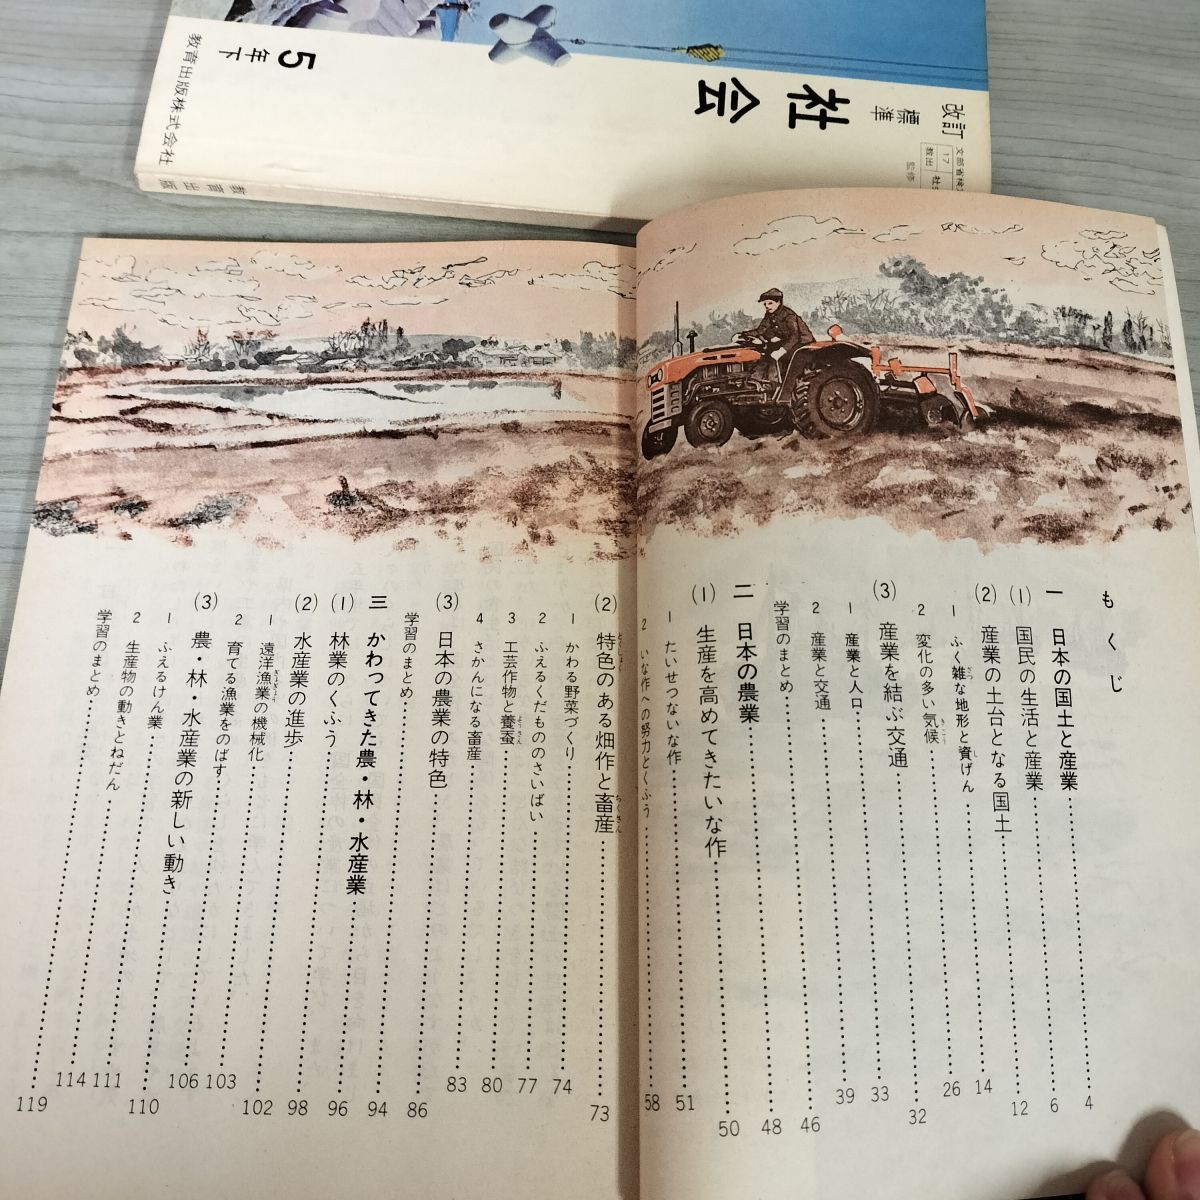 改訂
標準
社会
5年下
教育出版株式会社
文部省検
17
教出
社
監修
教育出版
もくじ
一 日本の国土と産業……4
(1) 国民の生活と産業……6
(2) 産業の土台となる国土……12
1 ふく雑な地形と資げん……14
2 変化の多い気候……26
(3) 産業を結ぶ交通……32
1 産業と人口……33
2 産業と交通……39
学習のまとめ……46
二 日本の農業……48
(1) 生産を高めてきたいな作……50
1 たいせつないな作……51
2 いな作への努力とくふう……58
(2) 特色のある畑作と畜産……73
1 かわる野菜づくり……74
2 ふえるくだもののさいばい……77
3 工芸作物と養蚕……80
4 さかんになる畜産……83
(3) 日本の農業の特色……86
学習のまとめ……94
三 かわってきた農・林・水産業……96
(1) 林業のくふう……98
(2) 水産業の進歩……102
1 遠洋漁業の機械化……103
2 育てる漁業をのばす……106
(3) 農・林・水産業の新しい動き……110
1 ふえるけん業……111
2 生産物の動きとねだん……114
学習のまとめ……119